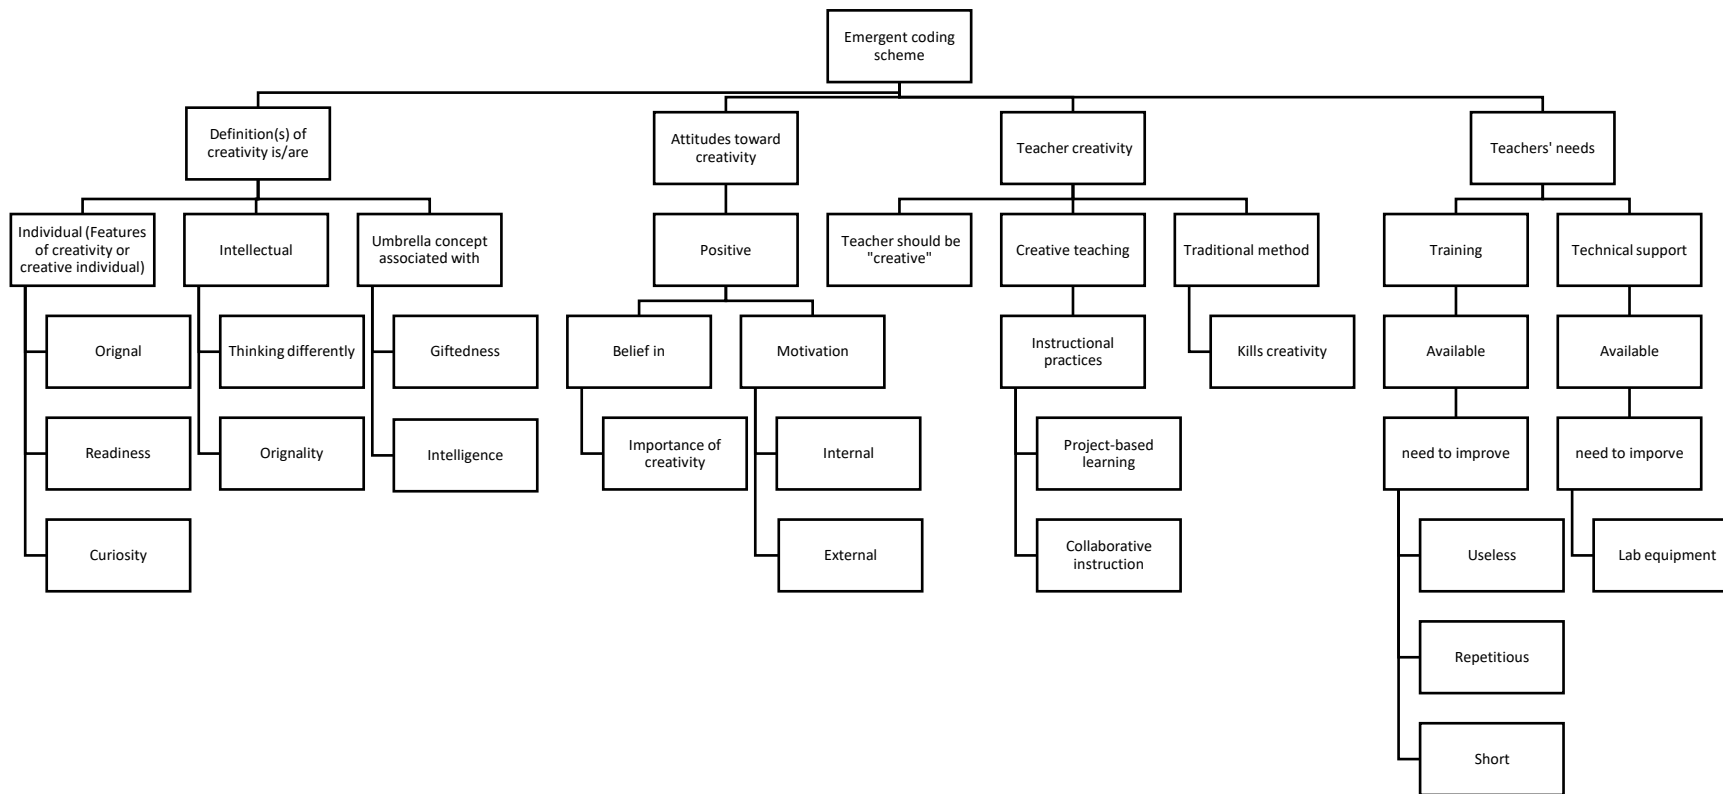 Emergent coding
scheme
Definition(s) of
creativity is/are
Attitudes toward
creativity
Teacher creativity
Teachers' needs
Individual (Features
of creativity or
creative individual)
Intellectual
Umbrella concept
associated with
Positive
Teacher should be
"creative"
Creative teaching
Traditional method
Training
Technical support
Orignal
Thinking differently
Giftedness
Belief in
Motivation
Instructional
practices
Kills creativity
Available
Available
Readiness
Orignality
Intelligence
Importance of
creativity
Internal
Project-based
learning
need to improve
need to imporve
Curiosity
External
Collaborative
instruction
Useless
Lab equipment
Repetitious
Short